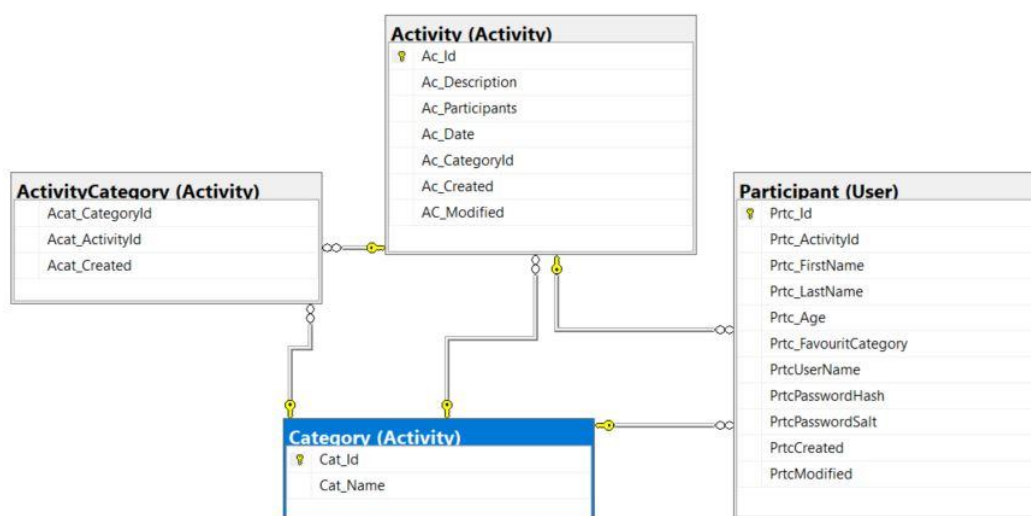 Activity (Activity)
Ac_Id
Ac_Description
Ac_Participants
Ac_Date
Ac_CategoryId
Ac_Created
AC_Modified
ActivityCategory (Activity)
Acat_CategoryId
Acat_ActivityId
Acat_Created
Participant (User)
Prtc_Id
Prtc_ActivityId
Prtc_FirstName
Prtc_LastName
Prtc_Age
Prtc_FavouritCategory
PrtcUserName
PrtcPasswordHash
PrtcPasswordSalt
PrtcCreated
PrtcModified
Category (Activity)
Cat_Id
Cat_Name